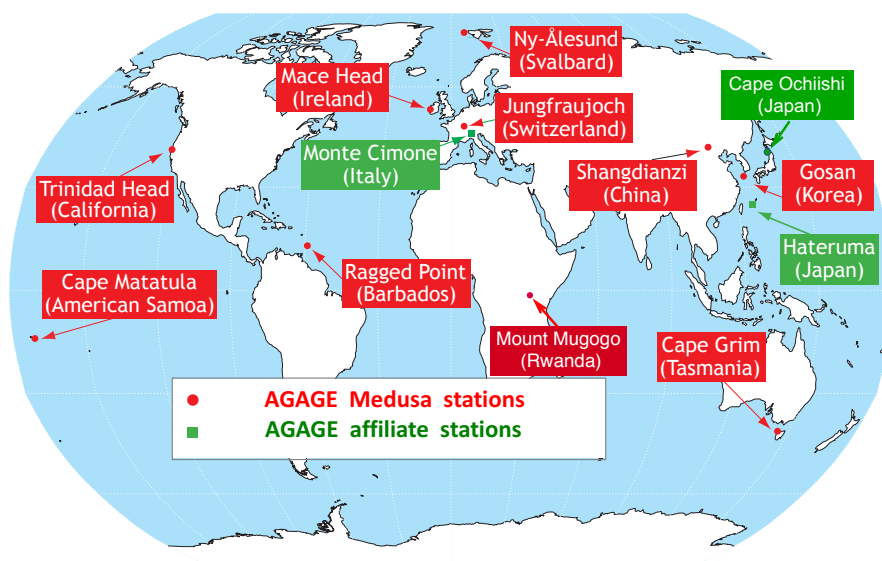 Ny-Ålesund
(Svalbard)
Mace Head
(Ireland)
Jungfraujoch
(Switzerland)
Cape Ochiishi
(Japan)
Monte Cimone
(Italy)
Trinidad Head
(California)
Shangdianzi
(China)
Gosan
(Korea)
Hateruma
(Japan)
Cape Matatula
(American Samoa)
Ragged Point
(Barbados)
Mount Mugogo
(Rwanda)
Cape Grim
(Tasmania)
AGAGE Medusa stations
AGAGE affiliate stations